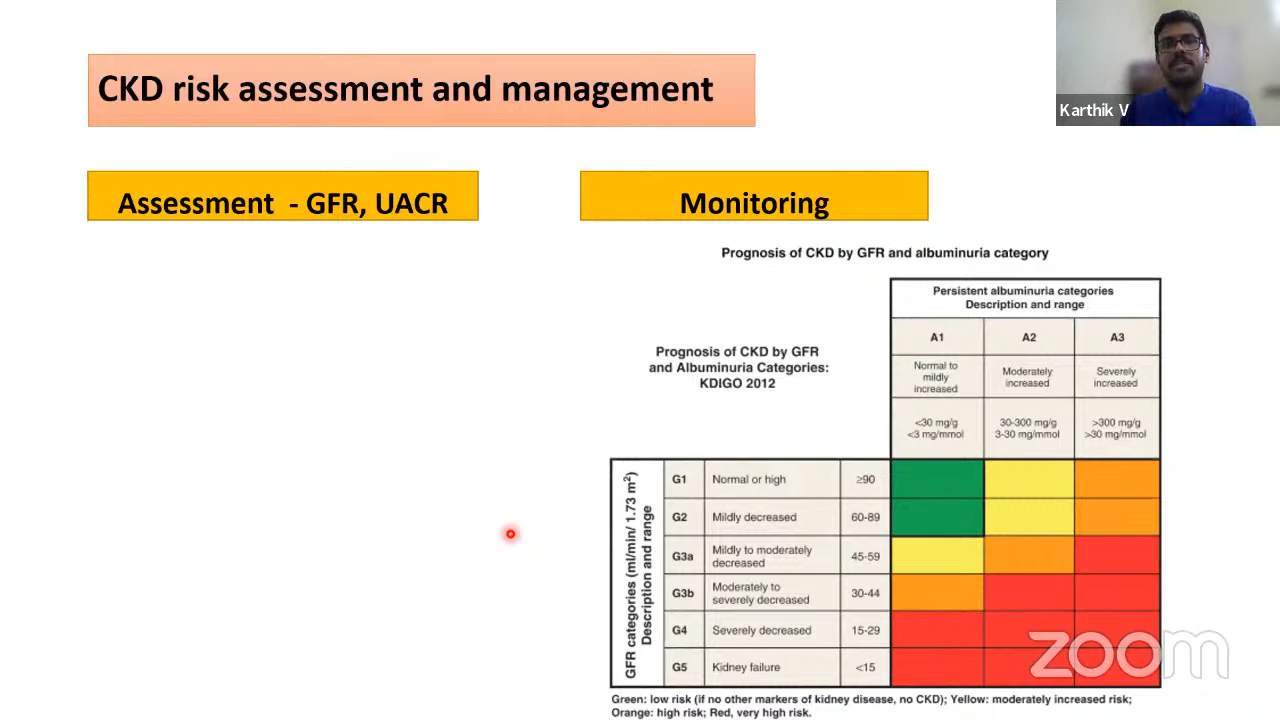 CKD risk assessment and management
Karthik V
Assessment - GFR, UACR
Monitoring
Prognosis of CKD by GFR and albuminuria category
Prognosis of CKD by GFR
and Albuminuria Categories:
KDIGO 2012
Persistent albuminuria categories
Description and range
A1 A2 A3
Normal to
mildly
increased
Moderately
increased
Severely
increased
<30 mg/g
<3 mg/mmol
30-300 mg/g
3-30 mg/mmol
>300 mg/g
>30 mg/mmol
GFR categories (ml/min/ 1.73 m²)
Description and range
G1 Normal or high ≥90
G2 Mildly decreased 60-89
G3a Mildly to moderately
decreased 45-59
G3b Moderately to
severely decreased 30-44
G4 Severely decreased 15-29
G5 Kidney failure <15
Green: low risk (if no other markers of kidney disease, no CKD); Yellow: moderately increased risk;
Orange: high risk; Red, very high risk.
zoom